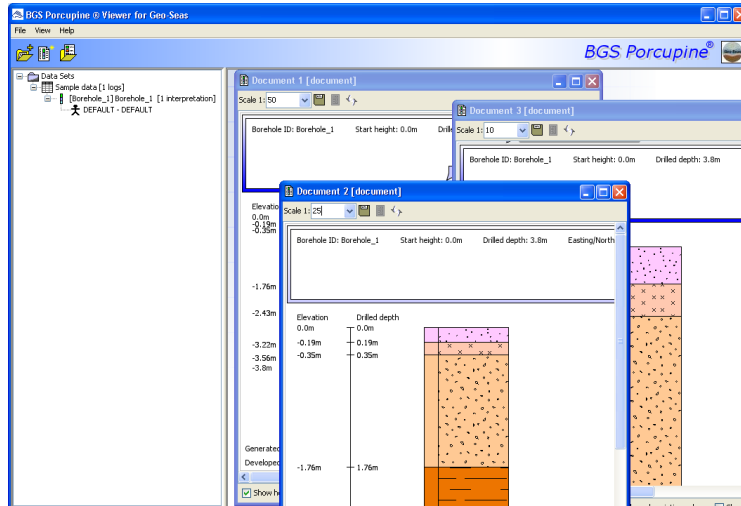 BGS Porcupine ® Viewer for Geo-Seas
File View Help
BGS Porcupine®
Data Sets
Sample data [1 logs]
[Borehole_1] Borehole_1 [1 interpretation]
DEFAULT - DEFAULT
Document 1 [document]
Scale 1: 50
Borehole ID: Borehole_1 Start height: 0.0m
Elevatio
0.0m
-0.19m
-0.35m
-1.76m
-2.43m
-3.22m
-3.56m
-3.8m
Generated
Developed
Show h
Document 3 [document]
Scale 1: 10
Borehole ID: Borehole_1 Start height: 0.0m Drilled depth: 3.8m
Document 2 [document]
Scale 1: 25
Borehole ID: Borehole_1 Start height: 0.0m Drilled depth: 3.8m Easting/North
Elevation Drilled depth
0.0m 0.0m
-0.19m 0.19m
-0.35m 0.35m
-1.76m 1.76m